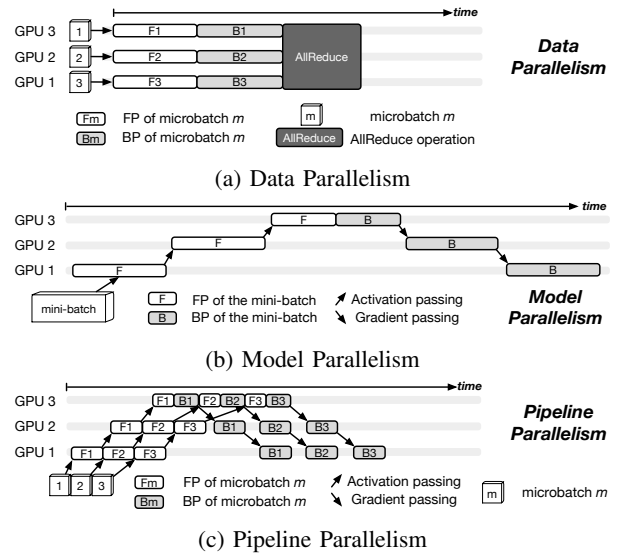 time
GPU 3 1 F1 B1
GPU 2 2 F2 B2 AllReduce Data
GPU 1 3 F3 B3 Parallelism
Fm FP of microbatch m m microbatch m
Bm BP of microbatch m AllReduce AllReduce operation
(a) Data Parallelism
time
GPU 3 F B
GPU 2 F B
GPU 1 F B
mini-batch F FP of the mini-batch Activation passing Model
B BP of the mini-batch Gradient passing Parallelism
(b) Model Parallelism
time
GPU 3 F1 B1 F2 B2 F3 B3
GPU 2 F1 F2 F3 B1 B2 B3 Pipeline
GPU 1 F1 F2 F3 B1 B2 B3 Parallelism
1 2 3 Fm FP of microbatch m Activation passing m microbatch m
Bm BP of microbatch m Gradient passing
(c) Pipeline Parallelism